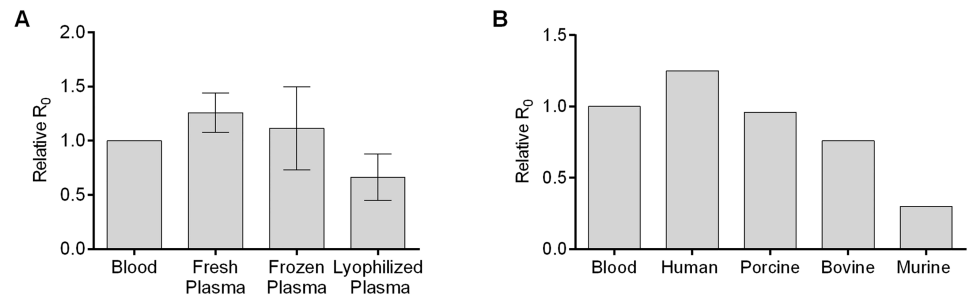 A
B
2.0
1.5
1.0
0.5
0.0
Relative R0
Blood
Fresh
Plasma
Frozen
Plasma
Lyophilized
Plasma
1.5
1.0
0.5
0.0
Relative R0
Blood
Human
Porcine
Bovine
Murine